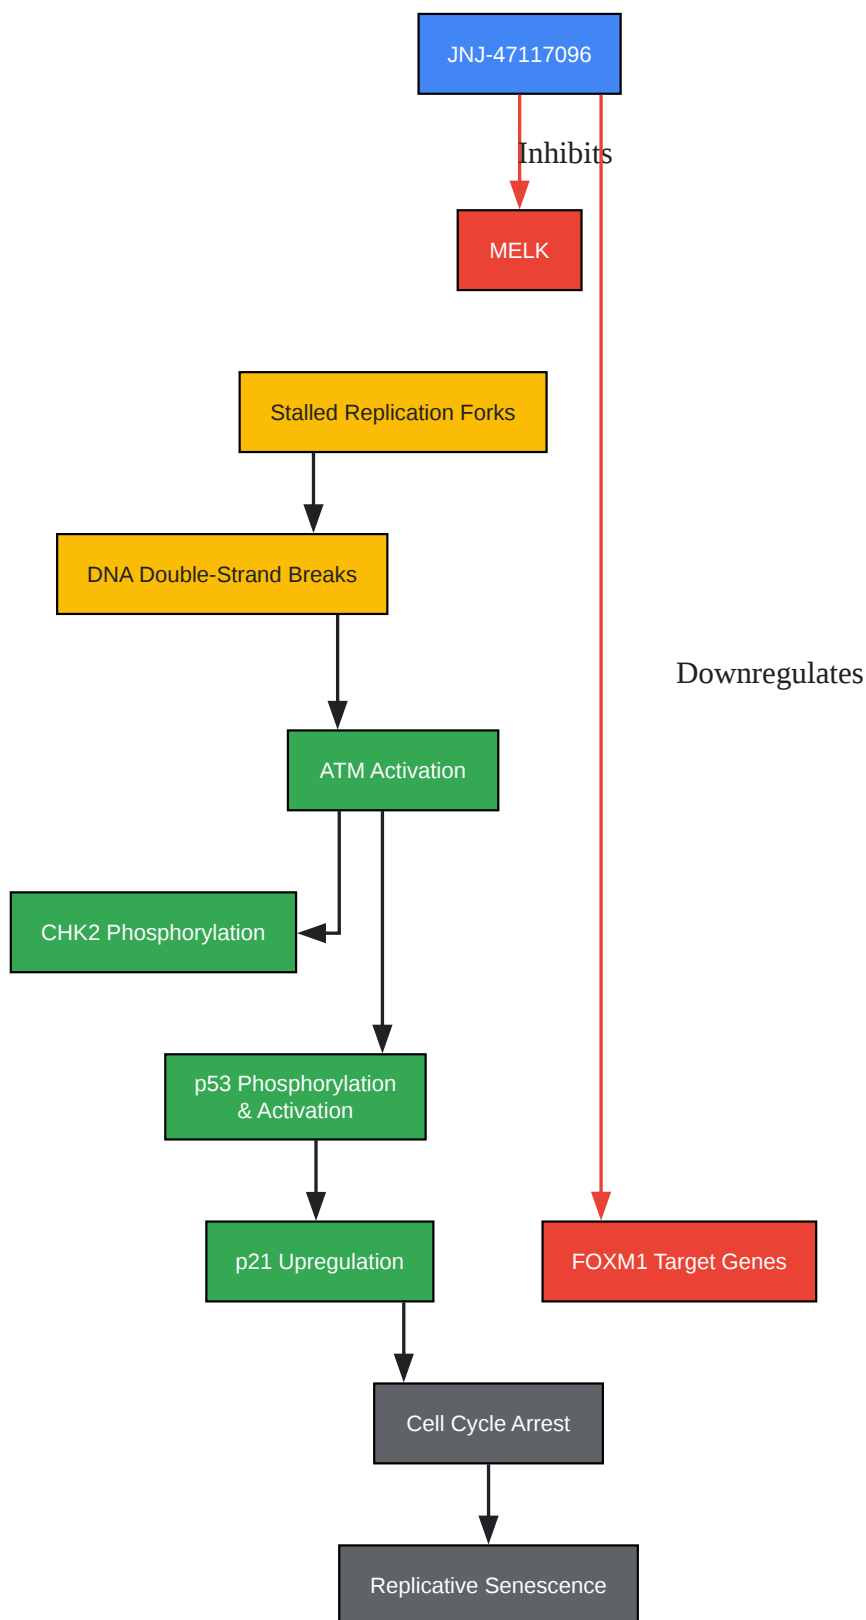 JNJ-47117096
Inhibits
MELK
Stalled Replication Forks
DNA Double-Strand Breaks
Downregulates
ATM Activation
CHK2 Phosphorylation
p53 Phosphorylation
& Activation
p21 Upregulation
FOXM1 Target Genes
Cell Cycle Arrest
Replicative Senescence